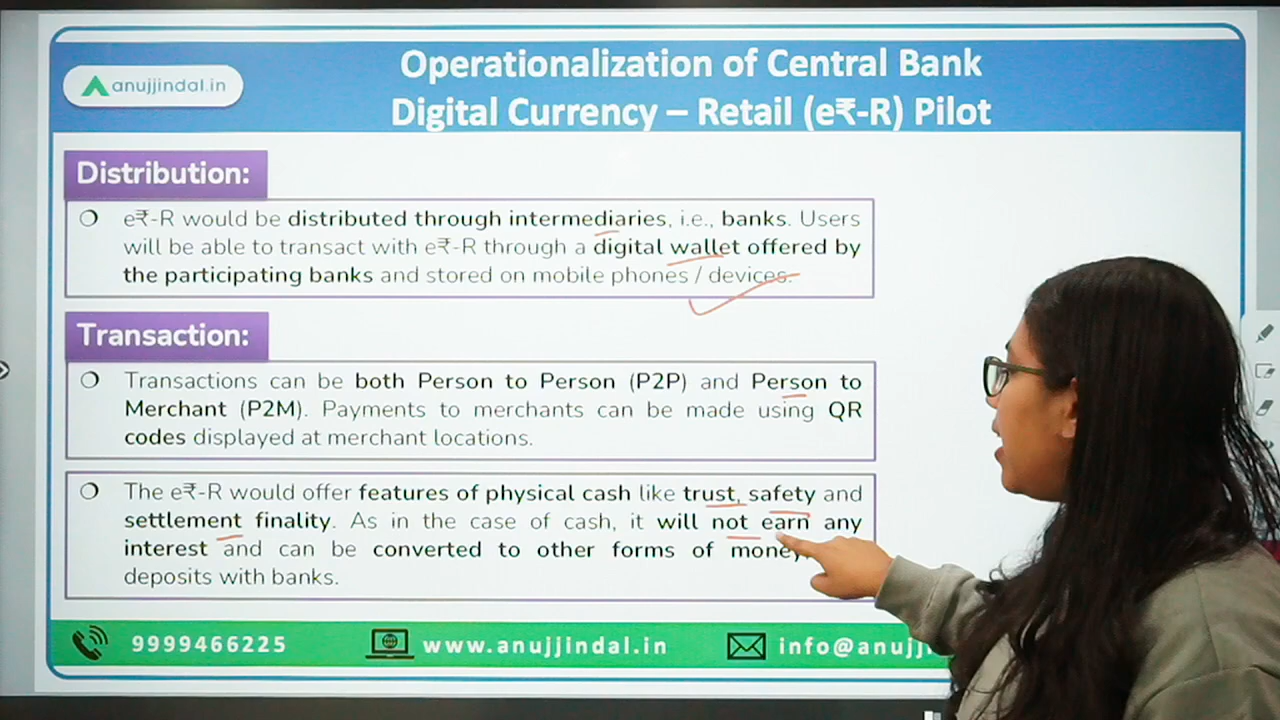 anujjindal.in
Operationalization of Central Bank
Digital Currency – Retail (e₹-R) Pilot
Distribution:
e₹-R would be distributed through intermediaries, i.e., banks. Users
will be able to transact with e₹-R through a digital wallet offered by
the participating banks and stored on mobile phones / devices.
Transaction:
Transactions can be both Person to Person (P2P) and Person to
Merchant (P2M). Payments to merchants can be made using QR
codes displayed at merchant locations.
The e₹-R would offer features of physical cash like trust, safety and
settlement finality. As in the case of cash, it will not earn any
interest and can be converted to other forms of money
deposits with banks.
9999466225
www.anujjindal.in
info@anujj